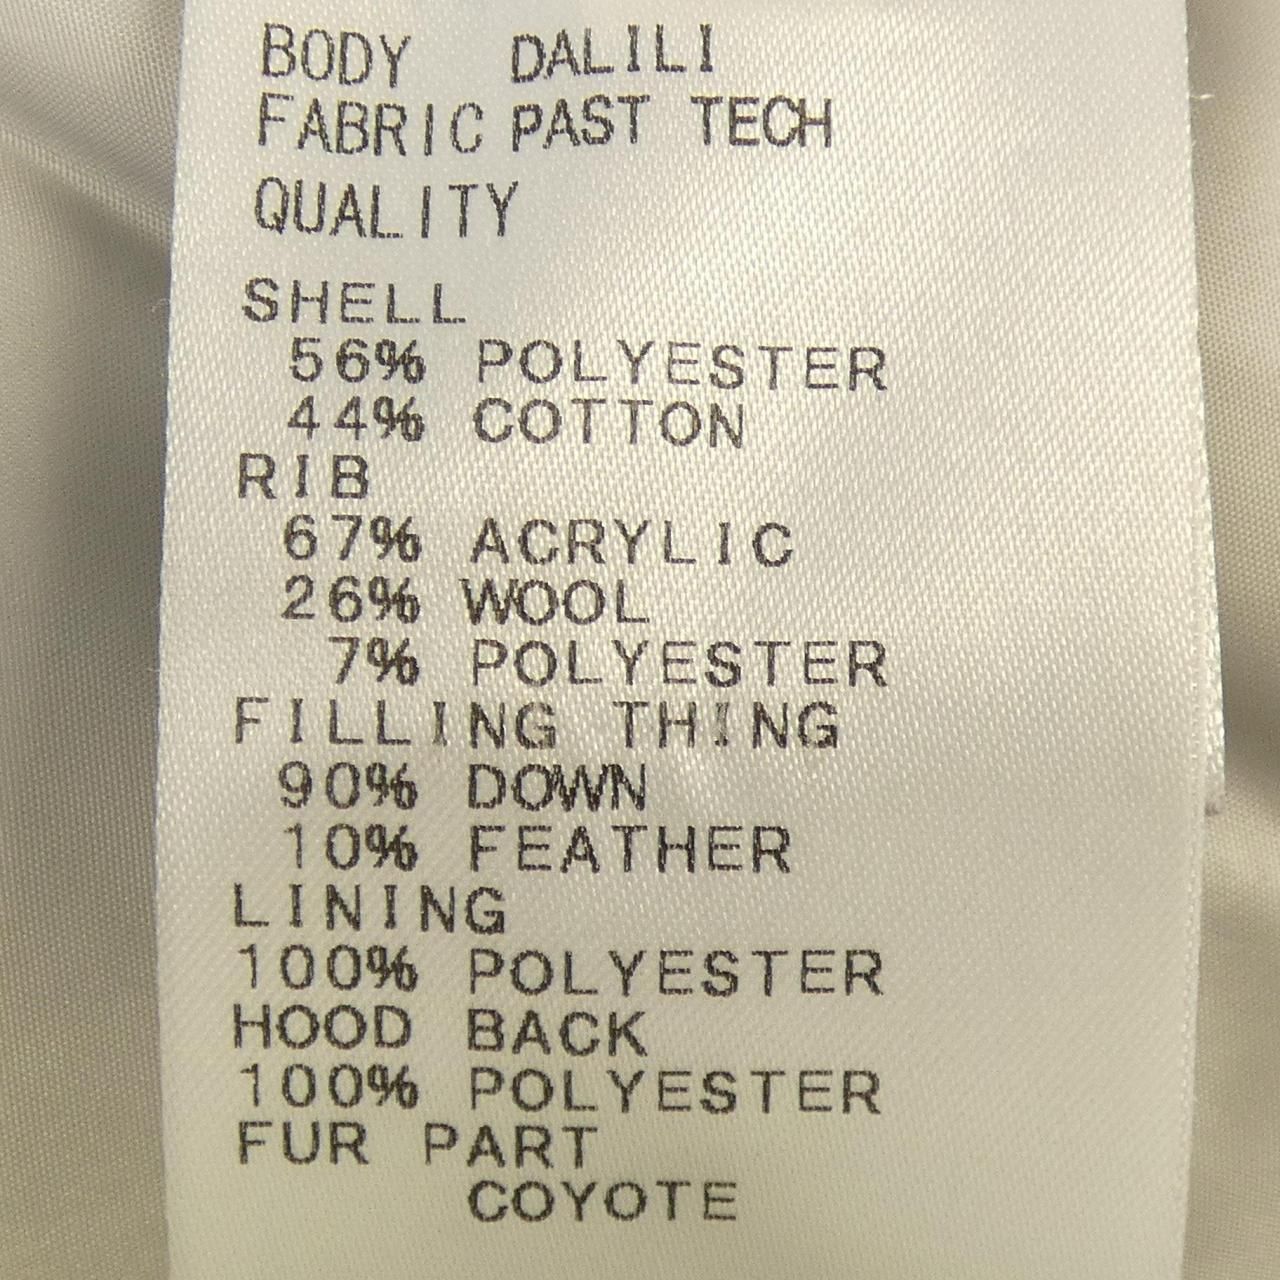 BODY DALILI
FABRIC PAST TECH
QUALITY
SHELL
56% POLYESTER
44% COTTON
RIB
67% ACRYLIC
26% WOOL
7% POLYESTER
FILLING THING
90% DOWN
10% FEATHER
LINING
100% POLYESTER
HOOD BACK
100% POLYESTER
FUR PART
COYOTE